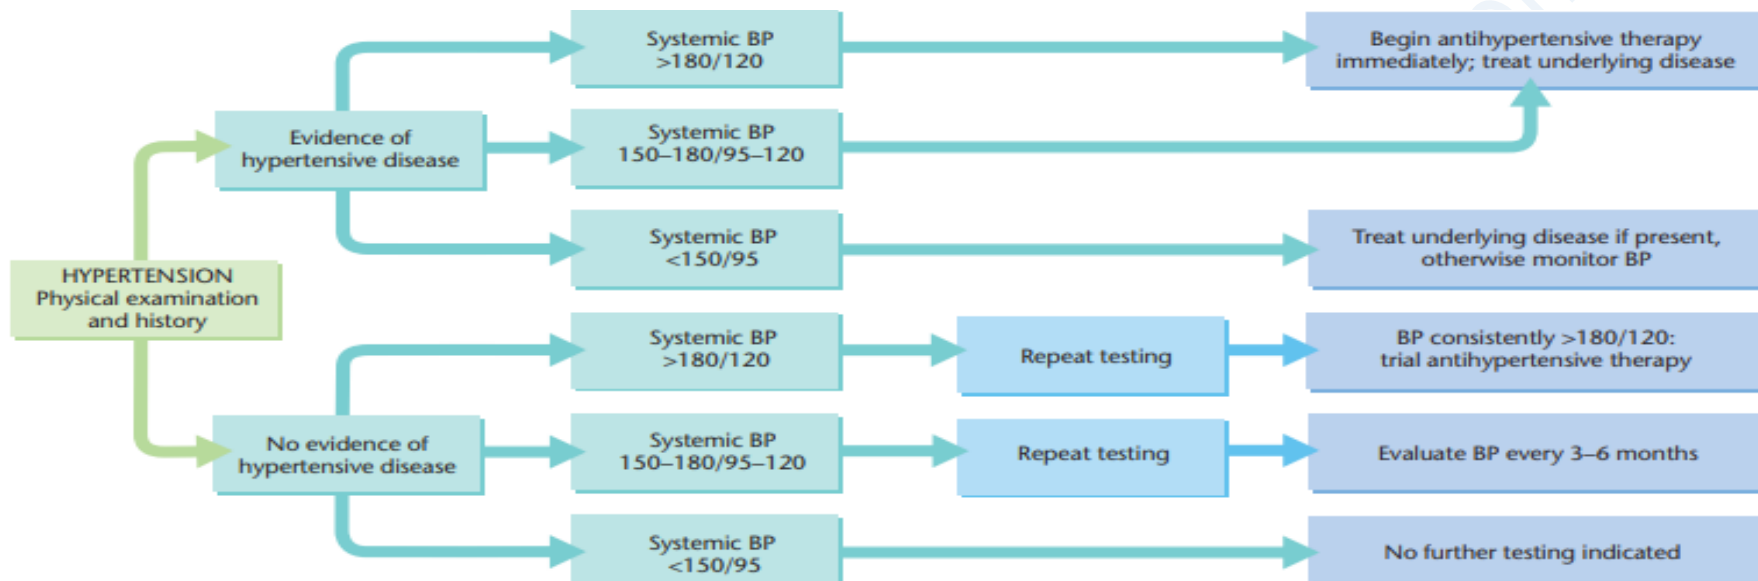 Systemic BP
>180/120
Begin antihypertensive therapy
immediately; treat underlying disease
Evidence of
hypertensive disease
Systemic BP
150–180/95–120
Systemic BP
<150/95
Treat underlying disease if present,
otherwise monitor BP
HYPERTENSION
Physical examination
and history
Systemic BP
>180/120
Repeat testing
BP consistently >180/120:
trial antihypertensive therapy
No evidence of
hypertensive disease
Systemic BP
150–180/95–120
Repeat testing
Evaluate BP every 3–6 months
Systemic BP
<150/95
No further testing indicated